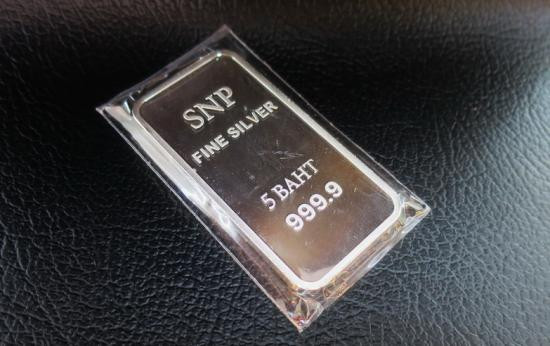 SNP
FINE SILVER
5 BAHT
999.9